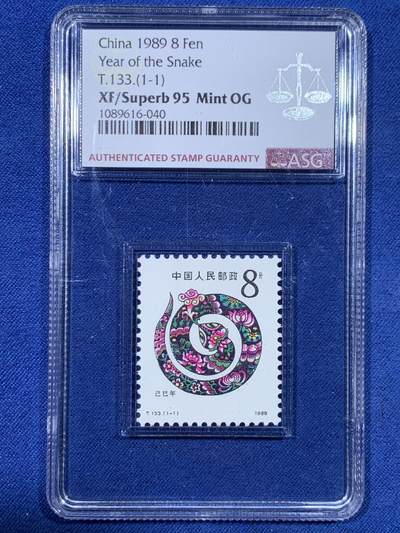 China 1989 8 Fen
Year of the Snake
T.133.(1-1)
XF/Superb 95 Mint OG
1089616-040
AUTHENTICATED STAMP GUARANTY ASG
中国人民邮政 8分
己巳年
T.133.(1-1) 1989